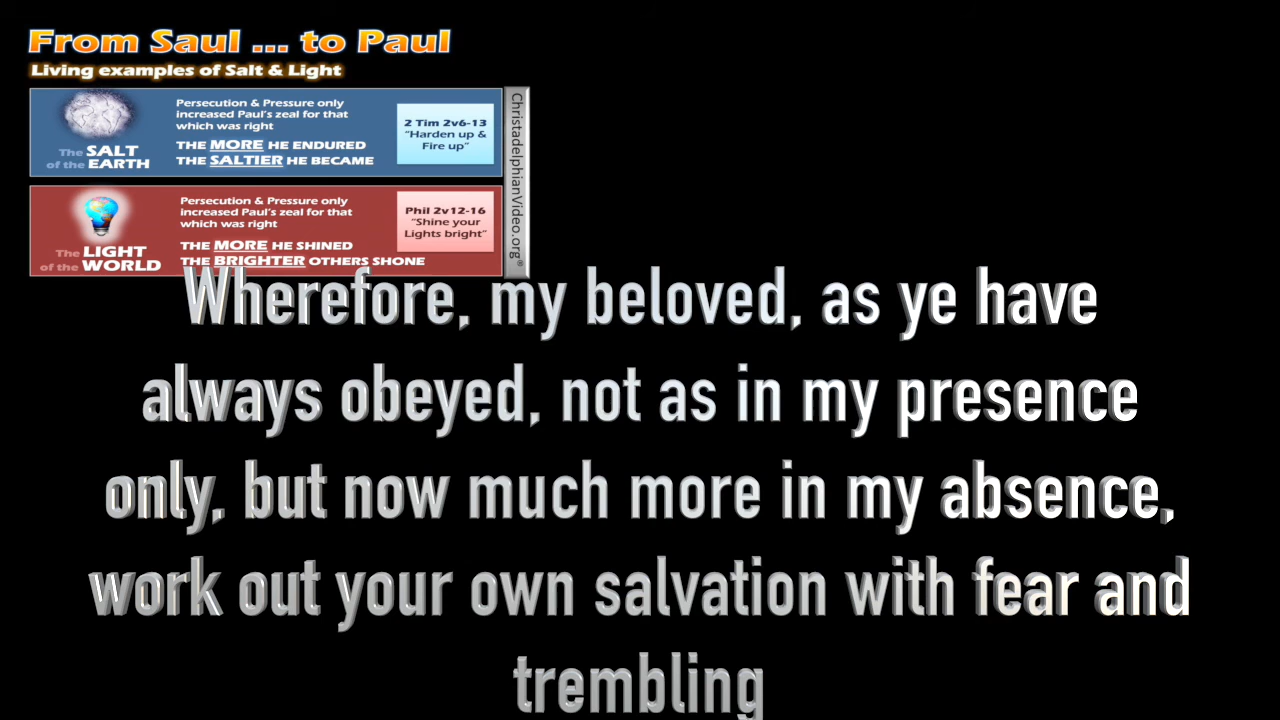 From Saul ... to Paul
Living examples of Salt & Light
The SALT
of the EARTH
Persecution & Pressure only
increased Paul's zeal for that
which was right
THE MORE HE ENDURED
THE SALTIER HE BECAME
2 Tim 2v6-13
"Harden up &
Fire up"
The LIGHT
of the WORLD
Persecution & Pressure only
increased Paul's zeal for that
which was right
THE MORE HE SHINED
THE BRIGHTER OTHERS SHONE
Phil 2v12-16
"Shine your
Lights bright"
ChristadelphianVideo.org®
Wherefore, my beloved, as ye have
always obeyed, not as in my presence
only, but now much more in my absence,
work out your own salvation with fear and
trembling